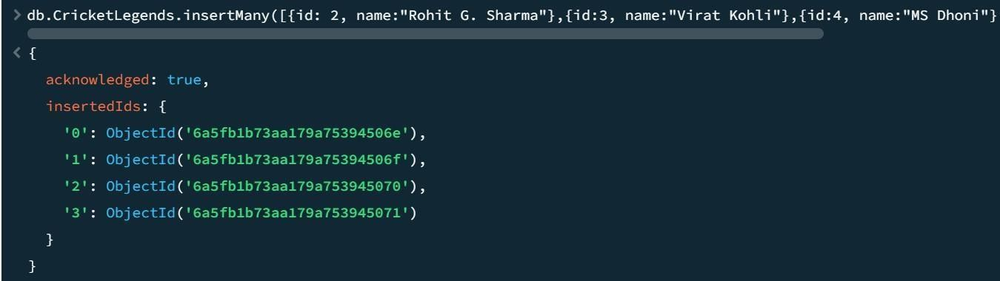 > db.CricketLegends.insertMany([{id: 2, name:"Rohit G. Sharma"},{id:3, name:"Virat Kohli"},{id:4, name:"MS Dhoni"}
< {
acknowledged: true,
insertedIds: {
'0': ObjectId('6a5fb1b73aa179a75394506e'),
'1': ObjectId('6a5fb1b73aa179a75394506f'),
'2': ObjectId('6a5fb1b73aa179a753945070'),
'3': ObjectId('6a5fb1b73aa179a753945071')
}
}